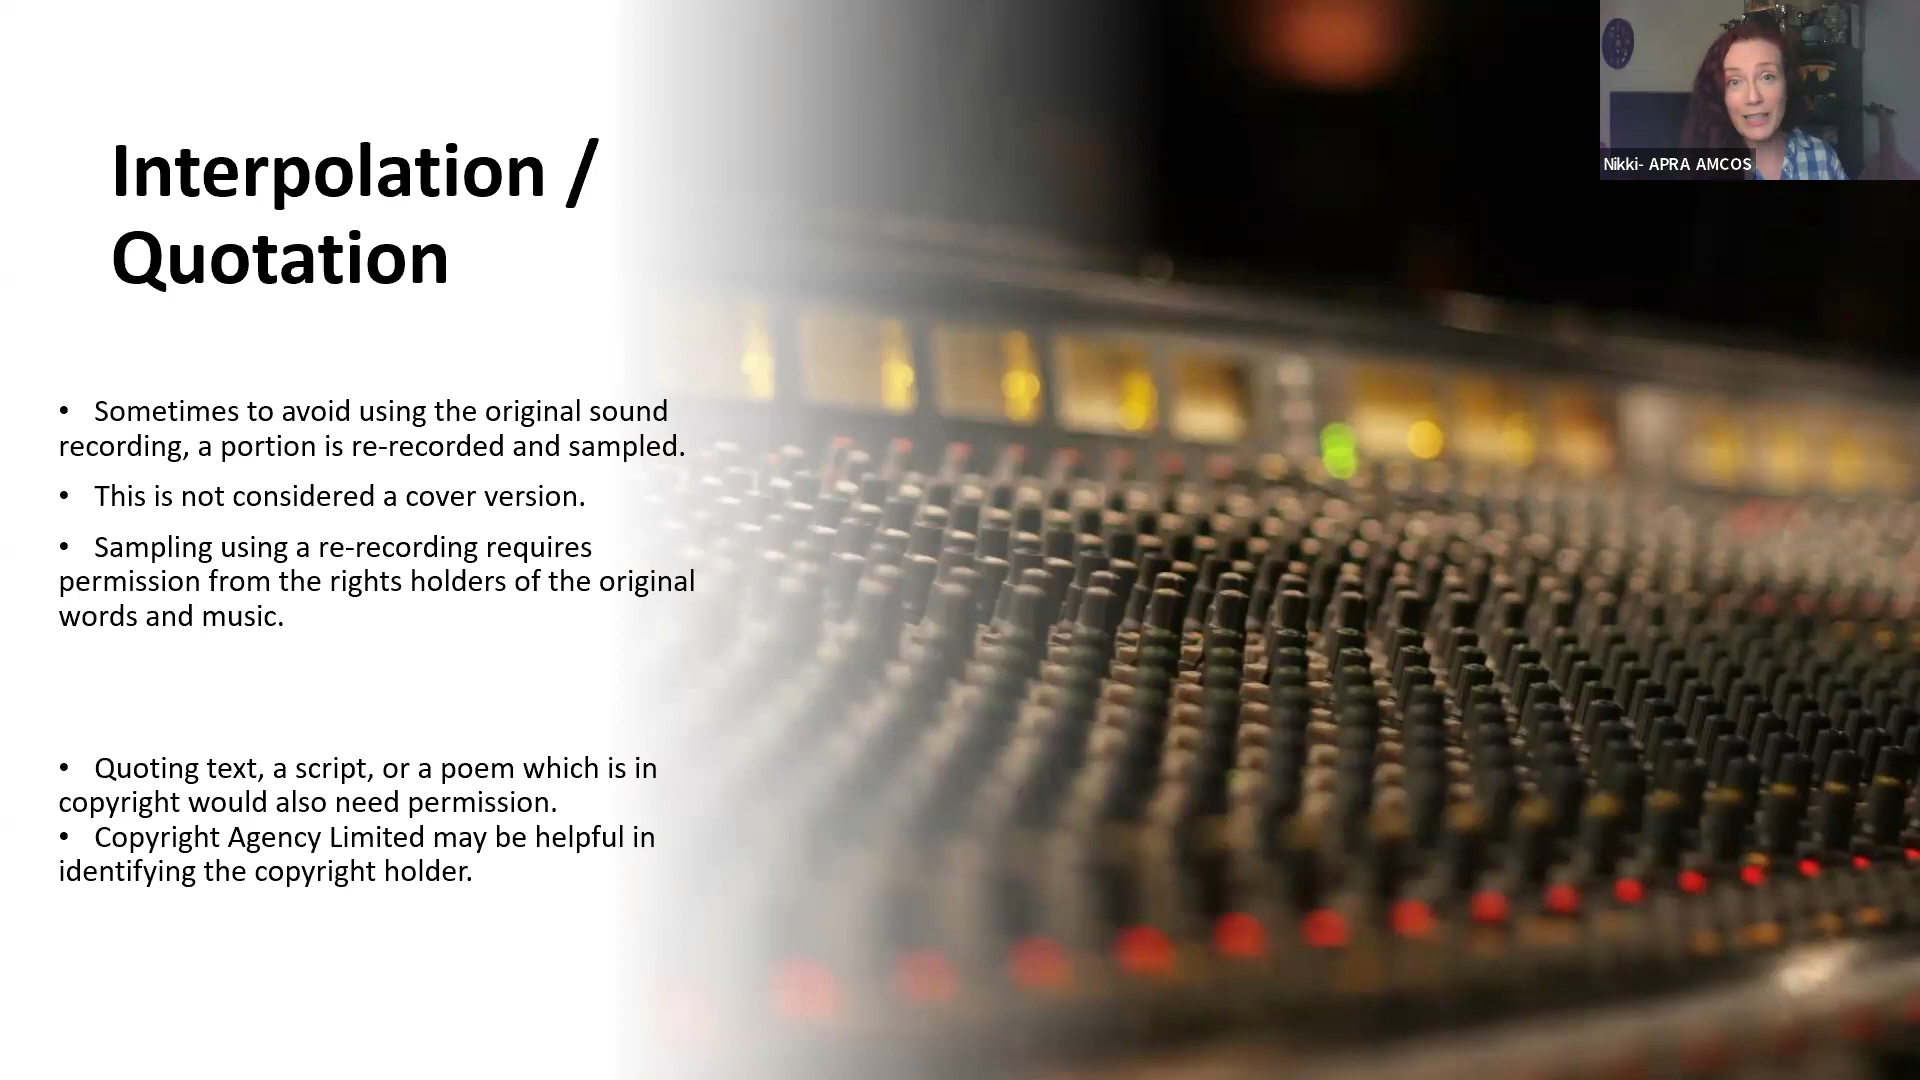 Nikki- APRA AMCOS
Interpolation /
Quotation
• Sometimes to avoid using the original sound
recording, a portion is re-recorded and sampled.
• This is not considered a cover version.
• Sampling using a re-recording requires
permission from the rights holders of the original
words and music.
• Quoting text, a script, or a poem which is in
copyright would also need permission.
• Copyright Agency Limited may be helpful in
identifying the copyright holder.